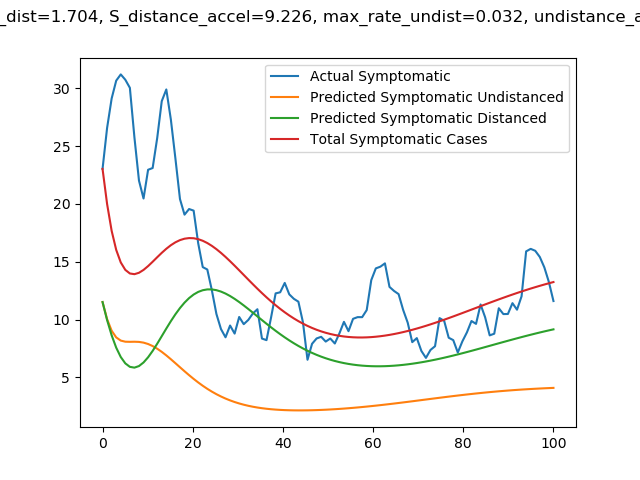 _dist=1.704, S_distance_accel=9.226, max_rate_undist=0.032, undistance_a
Actual Symptomatic
Predicted Symptomatic Undistanced
Predicted Symptomatic Distanced
Total Symptomatic Cases
30
25
20
15
10
5
0 20 40 60 80 100